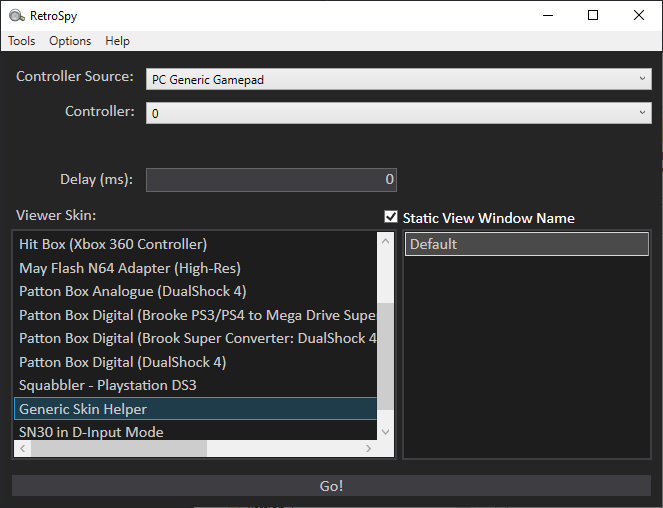 RetroSpy
Tools Options Help
Controller Source: PC Generic Gamepad
Controller: 0
Delay (ms): 0
Viewer Skin: Static View Window Name
Hit Box (Xbox 360 Controller)
May Flash N64 Adapter (High-Res)
Patton Box Analogue (DualShock 4)
Patton Box Digital (Brooke PS3/PS4 to Mega Drive Supe
Patton Box Digital (Brook Super Converter: DualShock 4
Patton Box Digital (DualShock 4)
Squabbler - Playstation DS3
Generic Skin Helper
SN30 in D-Input Mode
Default
Go!